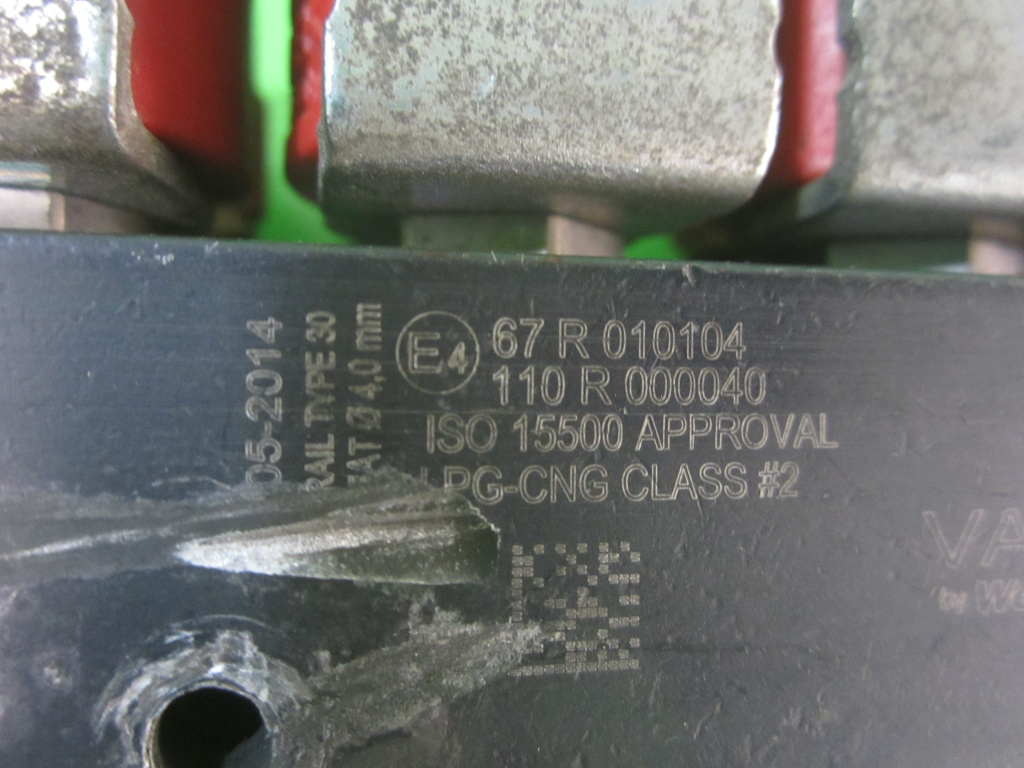 05-2014
RAIL TYPE 30
Ø 4,0 mm
E4
67 R 010104
110 R 000040
ISO 15500 APPROVAL
LPG-CNG CLASS #2
by